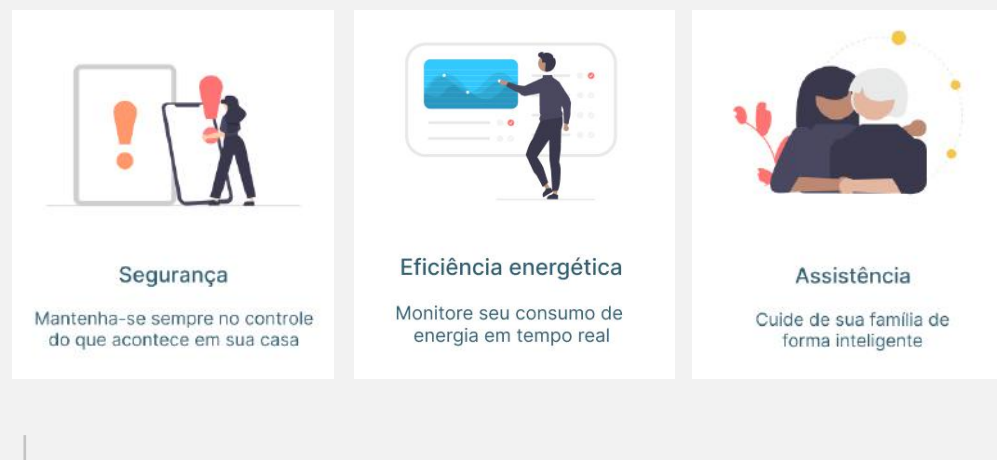 Segurança
Mantenha-se sempre no controle
do que acontece em sua casa
Eficiência energética
Monitore seu consumo de
energia em tempo real
Assistência
Cuide de sua família de
forma inteligente